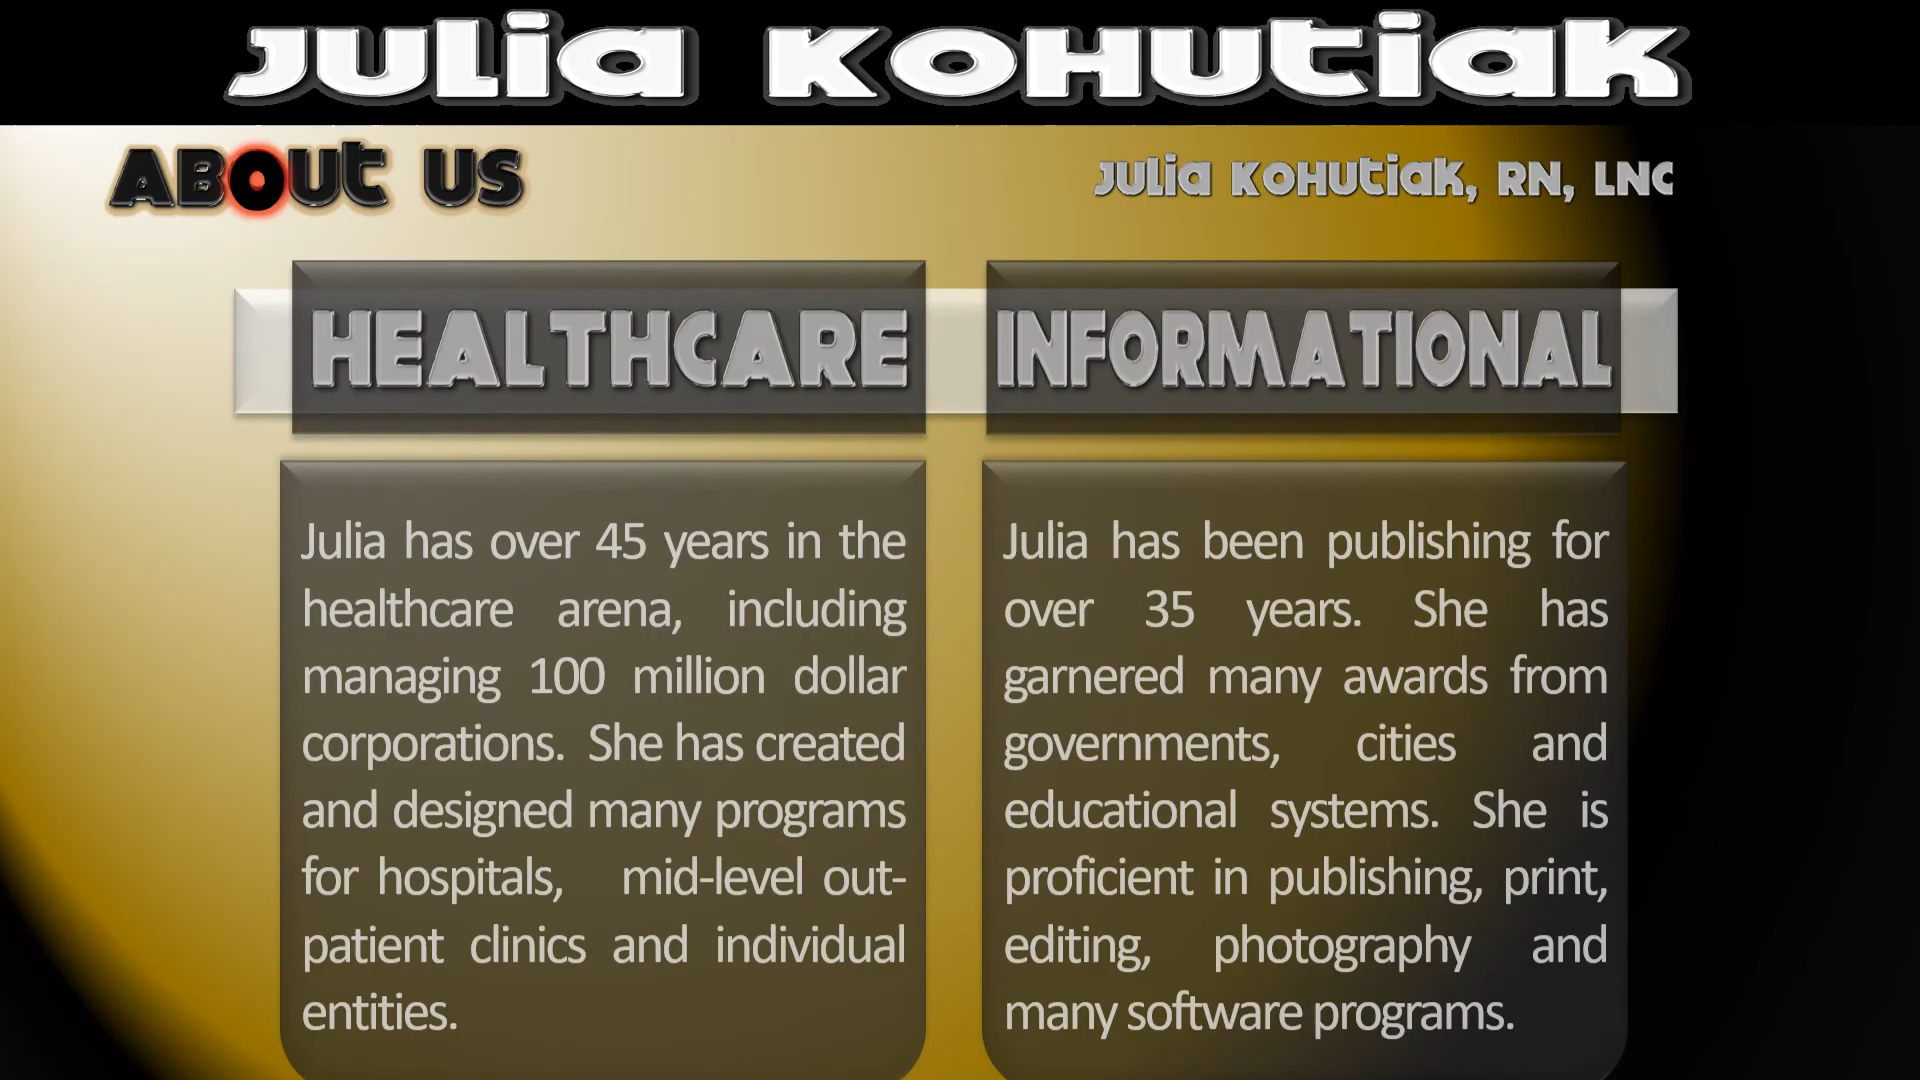 Julia Kohutiak
About Us
Julia Kohutiak, RN, LNC
HEALTHCARE
INFORMATIONAL
Julia has over 45 years in the
healthcare arena, including
managing 100 million dollar
corporations. She has created
and designed many programs
for hospitals, mid-level out-
patient clinics and individual
entities.
Julia has been publishing for
over 35 years. She has
garnered many awards from
governments, cities and
educational systems. She is
proficient in publishing, print,
editing, photography and
many software programs.